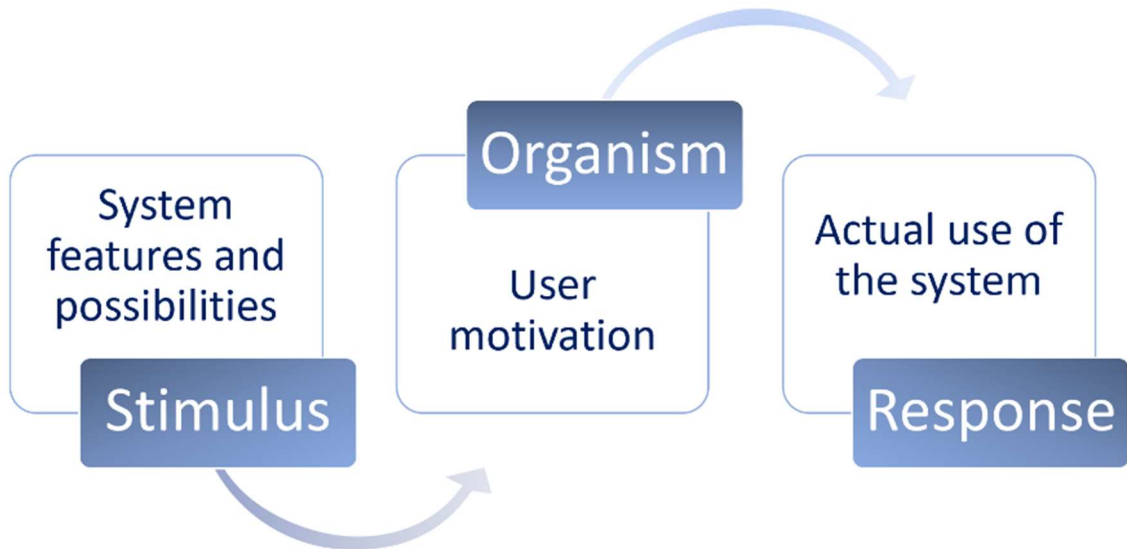 System
features and
possibilities
Stimulus
Organism
User
motivation
Actual use of
the system
Response